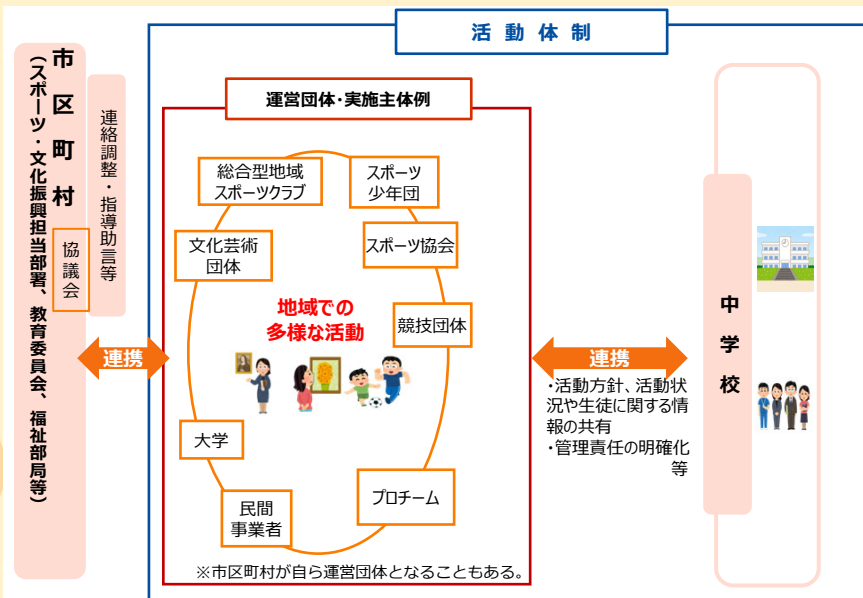 活動体制
市区町村
（スポーツ・文化振興担当部署、教育委員会、福祉部局等）
協議会
連絡調整・指導助言等
連携
運営団体・実施主体例
総合型地域
スポーツクラブ
スポーツ
少年団
文化芸術
団体
スポーツ協会
地域での
多様な活動
競技団体
大学
民間
事業者
プロチーム
※市区町村が自ら運営団体となることもある。
連携
・活動方針、活動状
況や生徒に関する情
報の共有
・管理責任の明確化
等
中学校